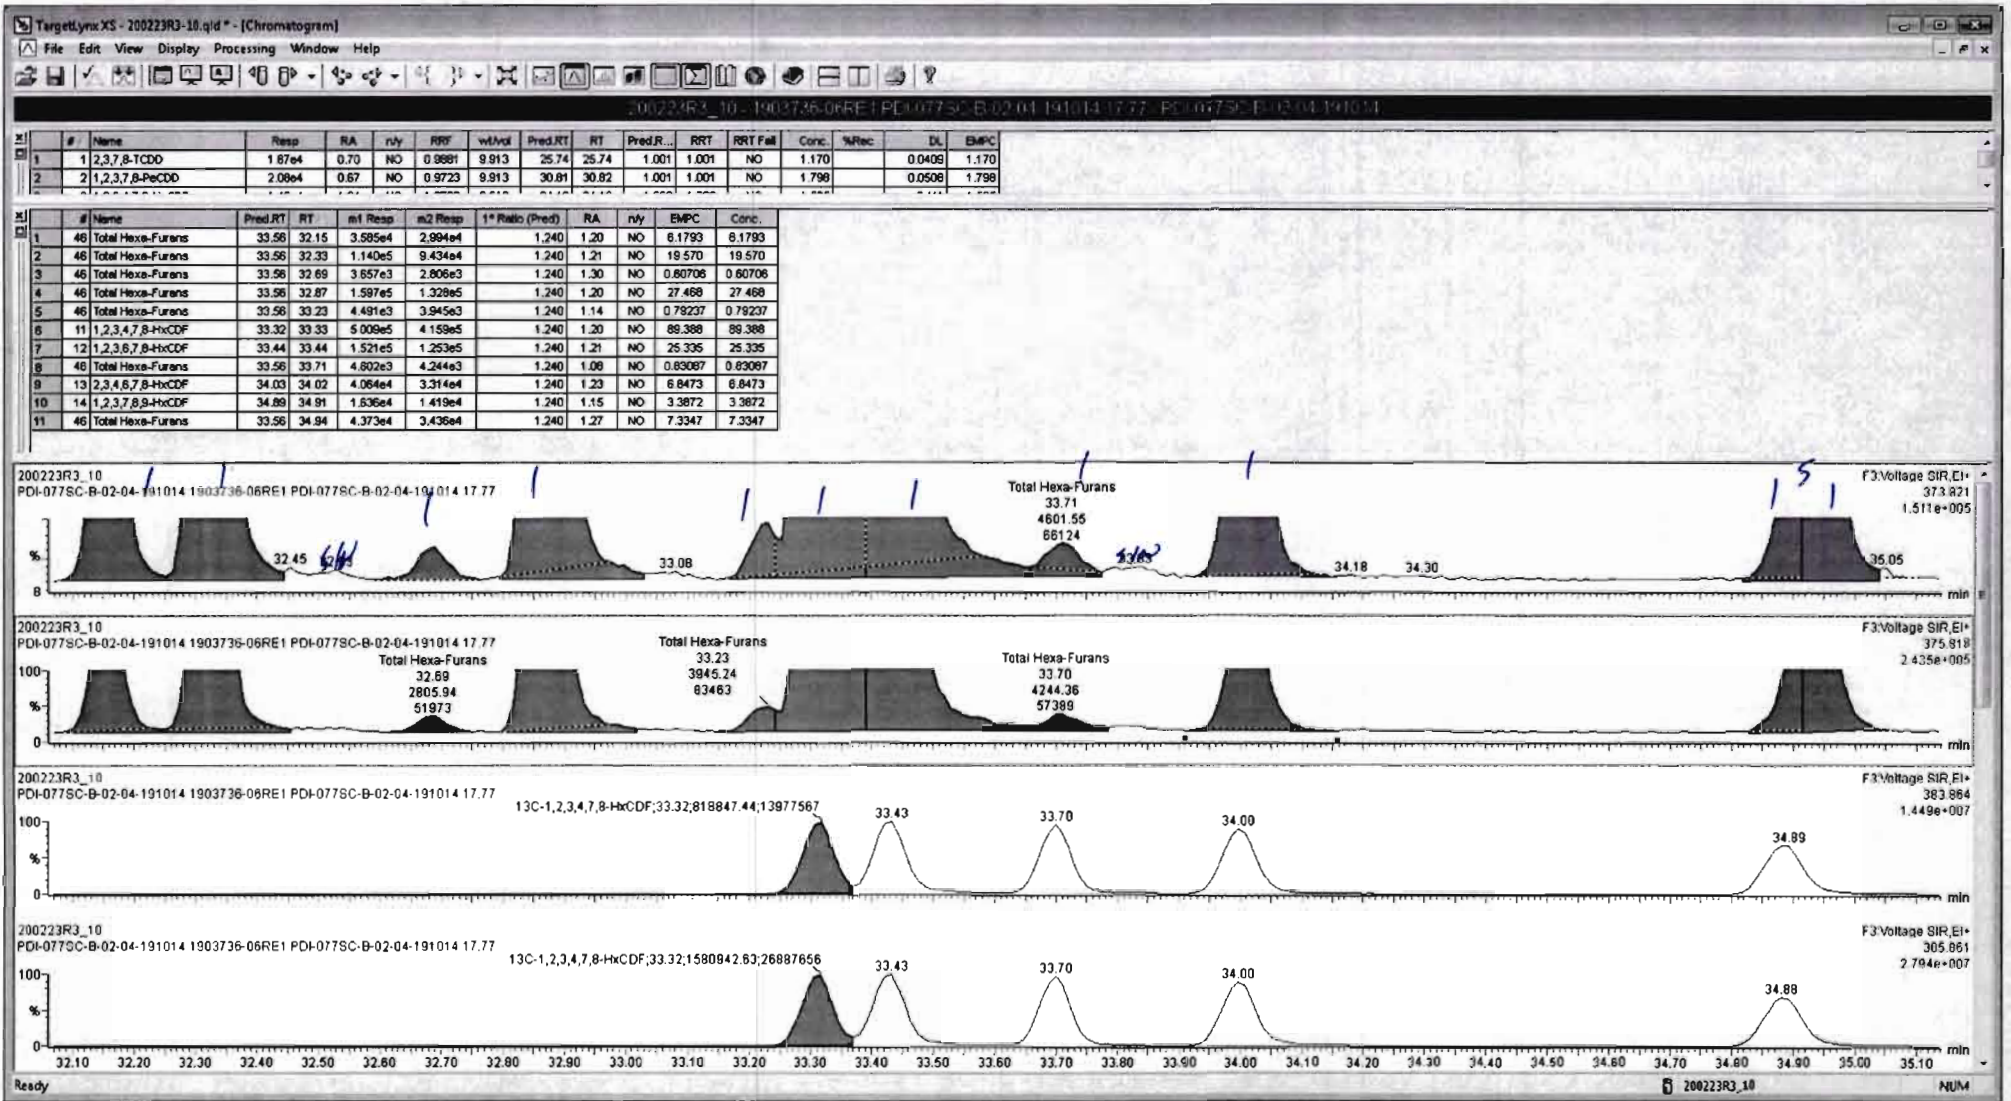 TargetLynx XS - 200223R3-10.qld * - [Chromatogram]
File Edit View Display Processing Window Help
200223R3_10 - 1903736-06RE1 PDI-077SC-B-02-04-191014 17.77 - PDI-077SC-B-02-04-191014
# Name Resp RA n/y RRF wt/vol Pred.RT RT Pred.R... RRT RRT Fail Conc. %Rec DL EMPC
1 1 2,3,7,8-TCDD 1.87e4 0.70 NO 0.9881 9.913 25.74 25.74 1.001 1.001 NO 1.170 0.0409 1.170
2 2 1,2,3,7,8-PeCDD 2.08e4 0.67 NO 0.9723 9.913 30.81 30.82 1.001 1.001 NO 1.798 0.0508 1.798
# Name Pred.RT RT m1 Resp m2 Resp 1° Ratio (Pred) RA n/y EMPC Conc.
1 46 Total Hexa-Furans 33.56 32.15 3.585e4 2.994e4 1.240 1.20 NO 6.1793 6.1793
2 46 Total Hexa-Furans 33.56 32.33 1.140e5 9.434e4 1.240 1.21 NO 19.570 19.570
3 46 Total Hexa-Furans 33.56 32.69 3.657e3 2.806e3 1.240 1.30 NO 0.60706 0.60706
4 46 Total Hexa-Furans 33.56 32.87 1.597e5 1.328e5 1.240 1.20 NO 27.468 27.468
5 46 Total Hexa-Furans 33.56 33.23 4.491e3 3.945e3 1.240 1.14 NO 0.79237 0.79237
6 11 1,2,3,4,7,8-HxCDF 33.32 33.33 5.009e5 4.159e5 1.240 1.20 NO 89.388 89.388
7 12 1,2,3,6,7,8-HxCDF 33.44 33.44 1.521e5 1.253e5 1.240 1.21 NO 25.335 25.335
8 46 Total Hexa-Furans 33.56 33.71 4.602e3 4.244e3 1.240 1.08 NO 0.83087 0.83087
9 13 2,3,4,6,7,8-HxCDF 34.03 34.02 4.064e4 3.314e4 1.240 1.23 NO 6.8473 6.8473
10 14 1,2,3,7,8,9-HxCDF 34.89 34.91 1.636e4 1.419e4 1.240 1.15 NO 3.3872 3.3872
11 46 Total Hexa-Furans 33.56 34.94 4.373e4 3.436e4 1.240 1.27 NO 7.3347 7.3347
200223R3_10
PDI-077SC-B-02-04-191014 1903736-06RE1 PDI-077SC-B-02-04-191014 17.77
F3:Voltage SIR,EI+
373.821
1.511e+005
5
Total Hexa-Furans
33.71
4601.55
66124
%
8
32.45
33.08
34.18
34.30
35.05
min
200223R3_10
PDI-077SC-B-02-04-191014 1903736-06RE1 PDI-077SC-B-02-04-191014 17.77
F3:Voltage SIR,EI+
375.818
2.435e+005
Total Hexa-Furans
32.69
2805.94
51973
Total Hexa-Furans
33.23
3945.24
83463
Total Hexa-Furans
33.70
4244.36
57389
100
%
0
min
200223R3_10
PDI-077SC-B-02-04-191014 1903736-06RE1 PDI-077SC-B-02-04-191014 17.77
F3:Voltage SIR,EI+
383.864
1.449e+007
13C-1,2,3,4,7,8-HxCDF;33.32;818847.44;13977567
33.43
33.70
34.00
34.89
100
%
0
min
200223R3_10
PDI-077SC-B-02-04-191014 1903736-06RE1 PDI-077SC-B-02-04-191014 17.77
F3:Voltage SIR,EI+
385.861
2.794e+007
13C-1,2,3,4,7,8-HxCDF;33.32;1580942.63;26887656
33.43
33.70
34.00
34.88
100
%
0
min
32.10 32.20 32.30 32.40 32.50 32.60 32.70 32.80 32.90 33.00 33.10 33.20 33.30 33.40 33.50 33.60 33.70 33.80 33.90 34.00 34.10 34.20 34.30 34.40 34.50 34.60 34.70 34.80 34.90 35.00 35.10
Ready
200223R3_10
NUM